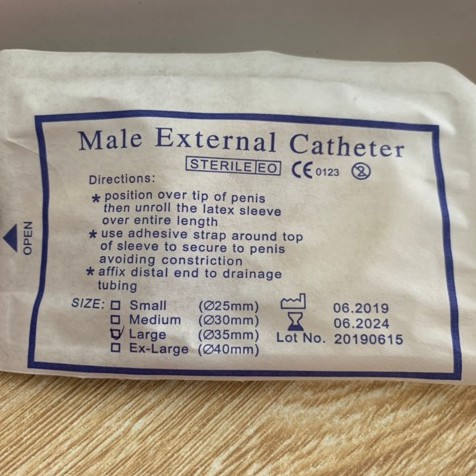 Male External Catheter
STERILE EO CE 0123 2
Directions:
* position over tip of penis
then unroll the latex sleeve
over entire length
* use adhesive strap around top
of sleeve to secure to penis
avoiding constriction
* affix distal end to drainage
tubing
OPEN
SIZE: ☐ Small (Ø25mm)
☐ Medium (Ø30mm)
☑ Large (Ø35mm)
☐ Ex-Large (Ø40mm)
06.2019
06.2024
Lot No. 20190615